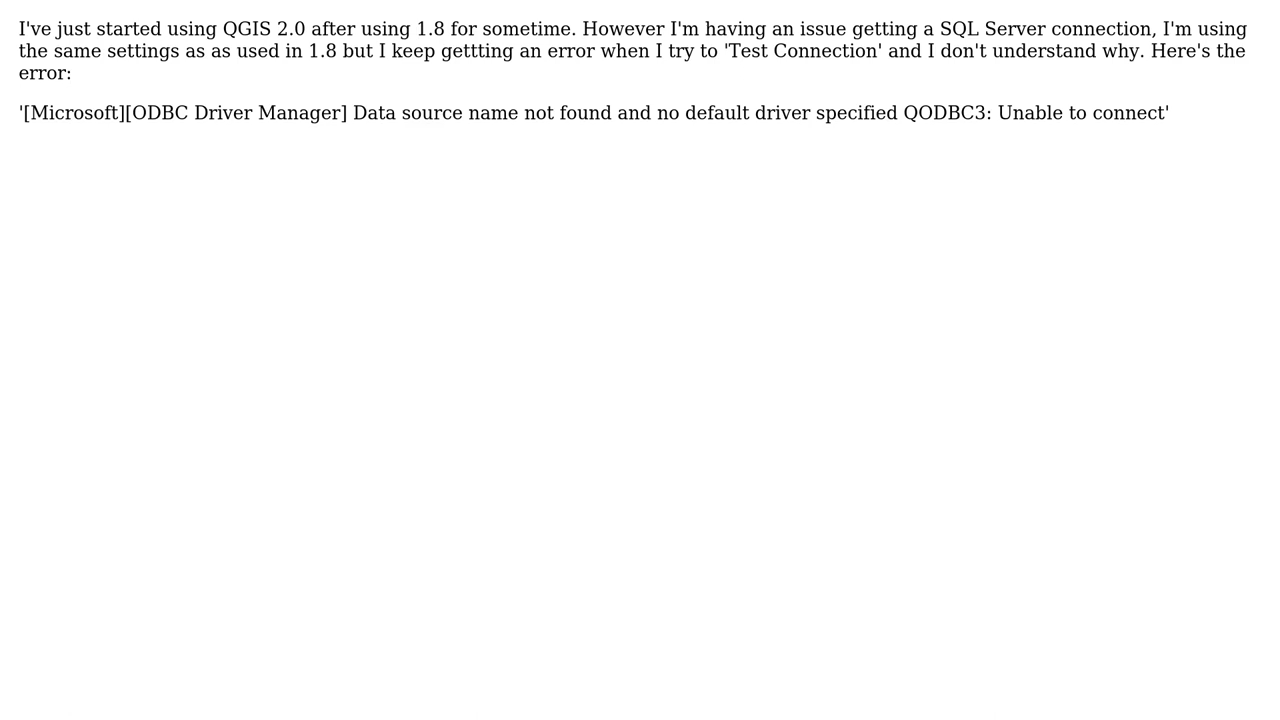 I've just started using QGIS 2.0 after using 1.8 for sometime. However I'm having an issue getting a SQL Server connection, I'm using
the same settings as as used in 1.8 but I keep gettting an error when I try to 'Test Connection' and I don't understand why. Here's the
error:
'[Microsoft][ODBC Driver Manager] Data source name not found and no default driver specified QODBC3: Unable to connect'